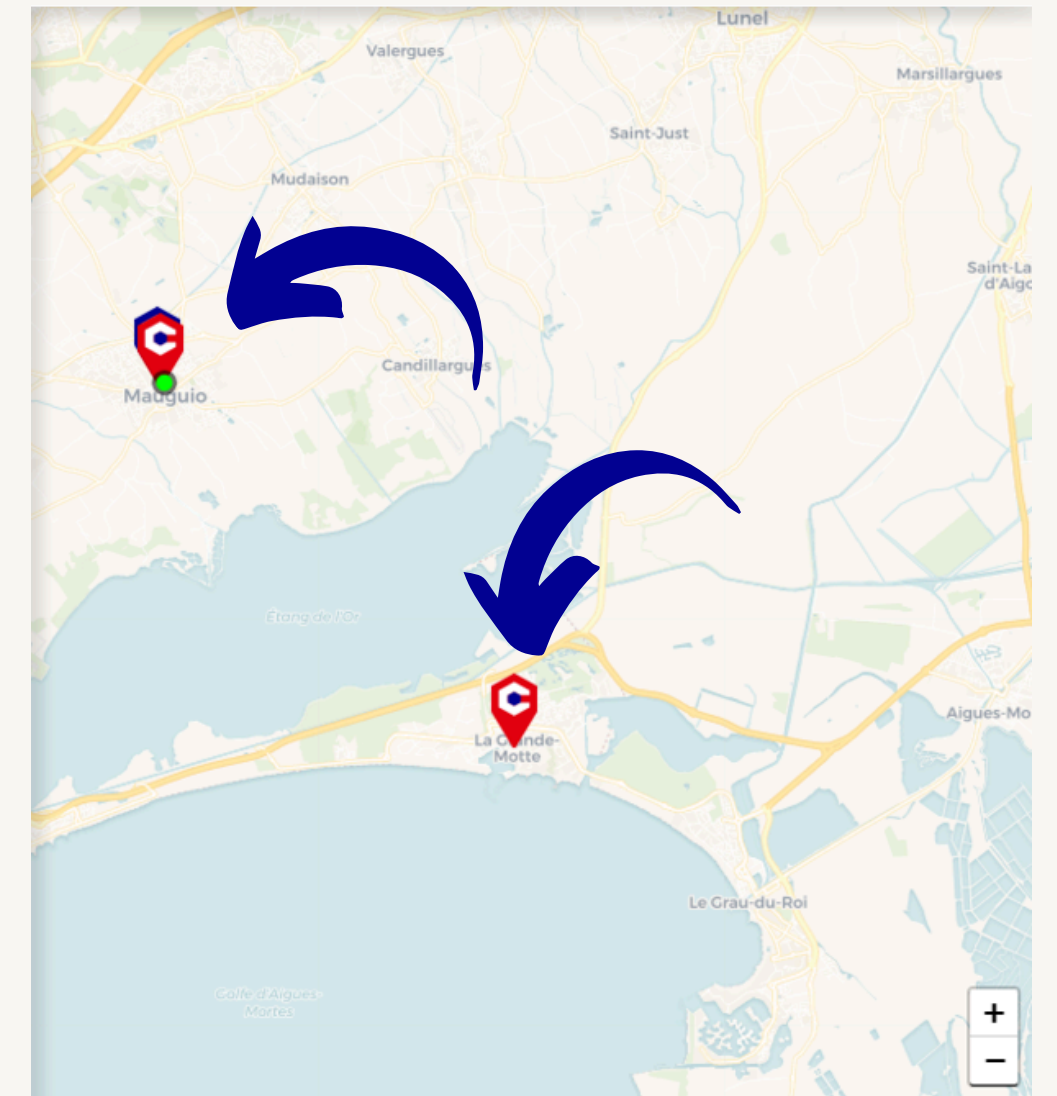 Lunel
Valergues
Marsillargues
Saint-Just
Mudaison
Saint-La
d'Aigo
Candillargues
Mauguio
Étang de l'Or
Aigues-Mo
La Grande-
Motte
Le Grau-du-Roi
Golfe d'Aigues-
Mortes
+
−